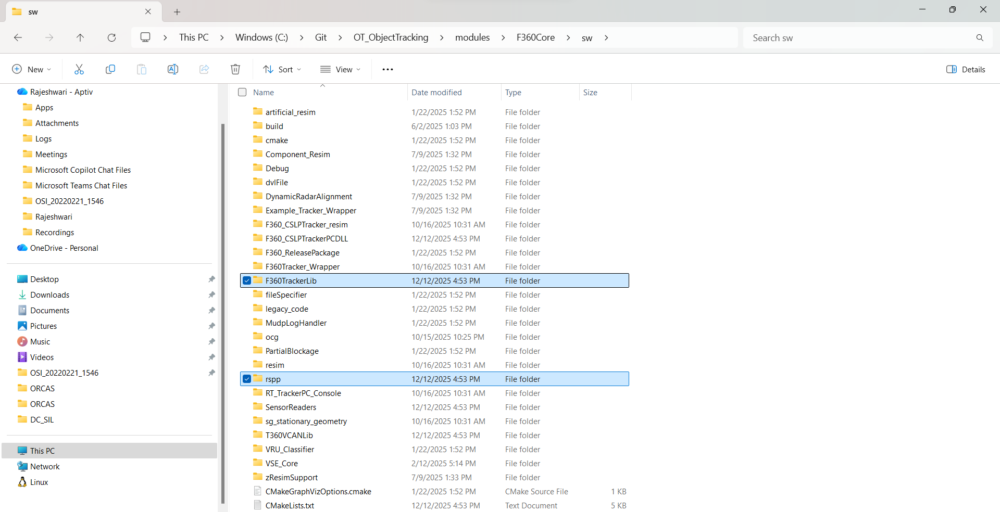 sw
This PC > Windows (C:) > Git > OT_ObjectTracking > modules > F360Core > sw >
Search sw
New
Sort
View
Details
Rajeshwari - Aptiv
Apps
Attachments
Logs
Meetings
Microsoft Copilot Chat Files
Microsoft Teams Chat Files
OSI_20220221_1546
Rajeshwari
Recordings
OneDrive - Personal
Desktop
Downloads
Documents
Pictures
Music
Videos
OSI_20220221_1546
ORCAS
ORCAS
DC_SIL
This PC
Network
Linux
Name Date modified Type Size
artificial_resim 1/22/2025 1:52 PM File folder
build 6/2/2025 1:03 PM File folder
cmake 1/22/2025 1:52 PM File folder
Component_Resim 7/9/2025 1:32 PM File folder
Debug 1/22/2025 1:52 PM File folder
dvlFile 1/22/2025 1:52 PM File folder
DynamicRadarAlignment 7/9/2025 1:32 PM File folder
Example_Tracker_Wrapper 7/9/2025 1:32 PM File folder
F360_CSLPTracker_resim 10/16/2025 10:31 AM File folder
F360_CSLPTrackerPCDLL 12/12/2025 4:53 PM File folder
F360_ReleasePackage 1/22/2025 1:52 PM File folder
F360Tracker_Wrapper 10/16/2025 10:31 AM File folder
F360TrackerLib 12/12/2025 4:53 PM File folder
fileSpecifier 1/22/2025 1:52 PM File folder
legacy_code 1/22/2025 1:52 PM File folder
MudpLogHandler 1/22/2025 1:52 PM File folder
ocg 10/15/2025 10:25 PM File folder
PartialBlockage 1/22/2025 1:52 PM File folder
resim 10/16/2025 10:31 AM File folder
rspp 12/12/2025 4:53 PM File folder
RT_TrackerPC_Console 10/16/2025 10:31 AM File folder
SensorReaders 12/12/2025 4:53 PM File folder
sg_stationary_geometry 10/16/2025 10:31 AM File folder
T360VCANLib 12/12/2025 4:53 PM File folder
VRU_Classifier 1/22/2025 1:52 PM File folder
VSE_Core 2/12/2025 5:14 PM File folder
zResimSupport 7/9/2025 1:33 PM File folder
CMakeGraphVizOptions.cmake 1/22/2025 1:52 PM CMake Source File 1 KB
CMakeLists.txt 12/12/2025 4:53 PM Text Document 5 KB